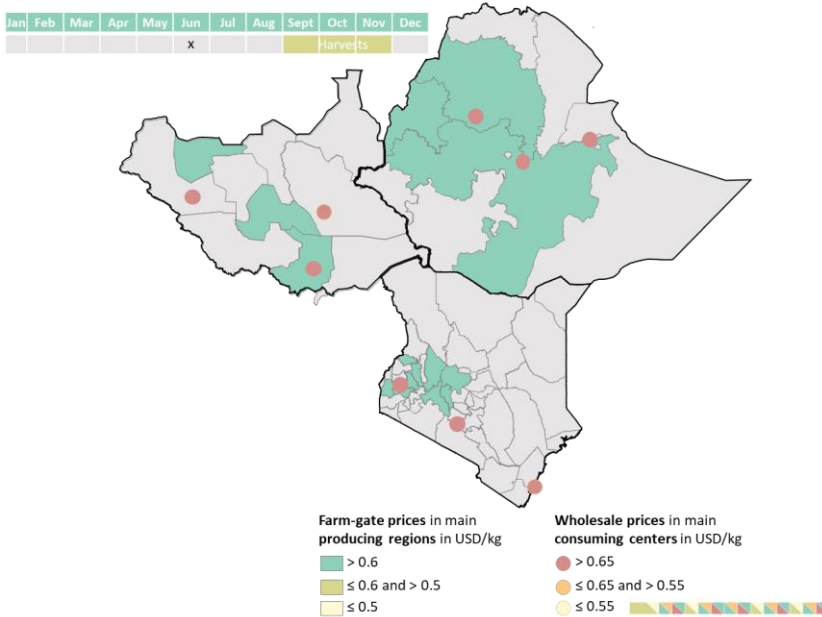 Jan Feb Mar Apr May Jun Jul Aug Sept Oct Nov Dec
X Harvests
Farm-gate prices in main
producing regions in USD/kg
> 0.6
≤ 0.6 and > 0.5
≤ 0.5
Wholesale prices in main
consuming centers in USD/kg
> 0.65
≤ 0.65 and > 0.55
≤ 0.55